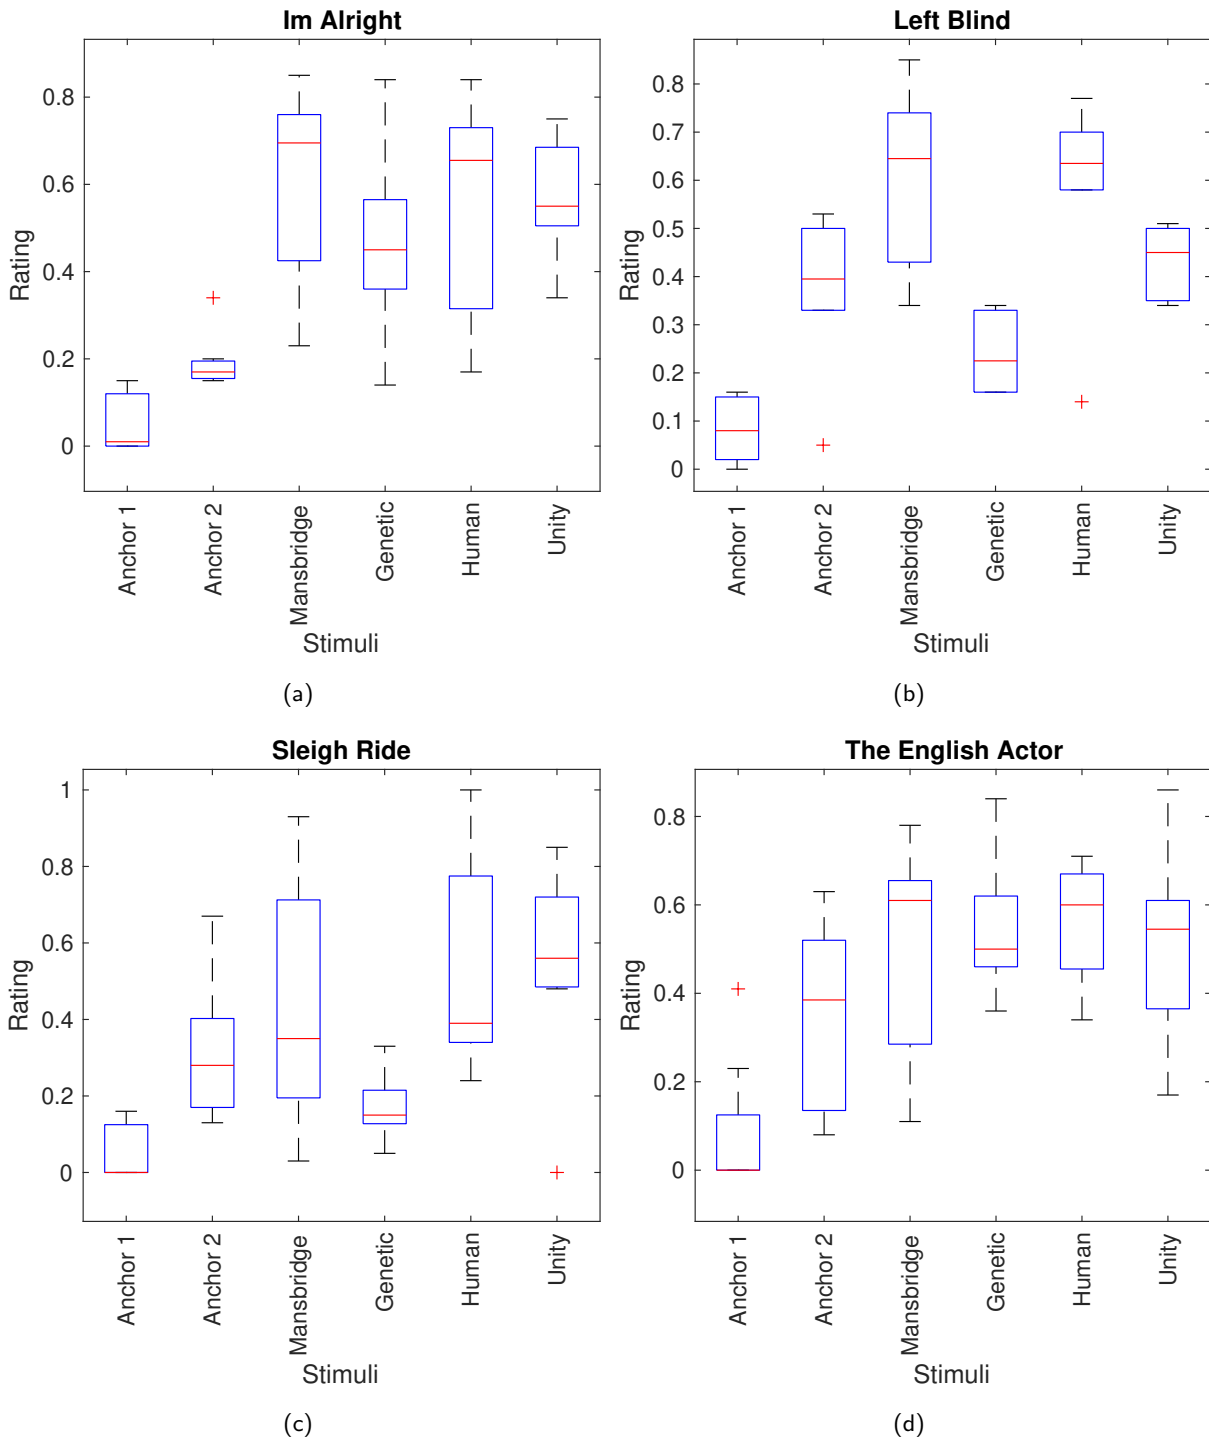 Im Alright
0.8
0.6
0.4
0.2
0
Rating
Anchor 1
Anchor 2
Mansbridge
Genetic
Human
Unity
Stimuli
(a)
Left Blind
0.8
0.7
0.6
0.5
0.4
0.3
0.2
0.1
0
Rating
Anchor 1
Anchor 2
Mansbridge
Genetic
Human
Unity
Stimuli
(b)
Sleigh Ride
1
0.8
0.6
0.4
0.2
0
Rating
Anchor 1
Anchor 2
Mansbridge
Genetic
Human
Unity
Stimuli
(c)
The English Actor
0.8
0.6
0.4
0.2
0
Rating
Anchor 1
Anchor 2
Mansbridge
Genetic
Human
Unity
Stimuli
(d)